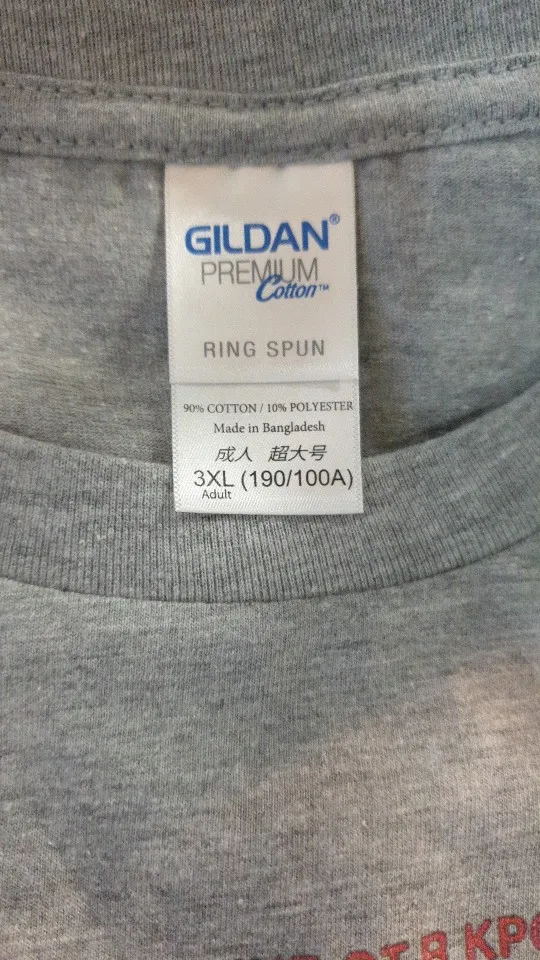 GILDAN®
PREMIUM
Cotton™
RING SPUN
90% COTTON / 10% POLYESTER
Made in Bangladesh
成人 超大号
3XL (190/100A)
Adult
В КРО